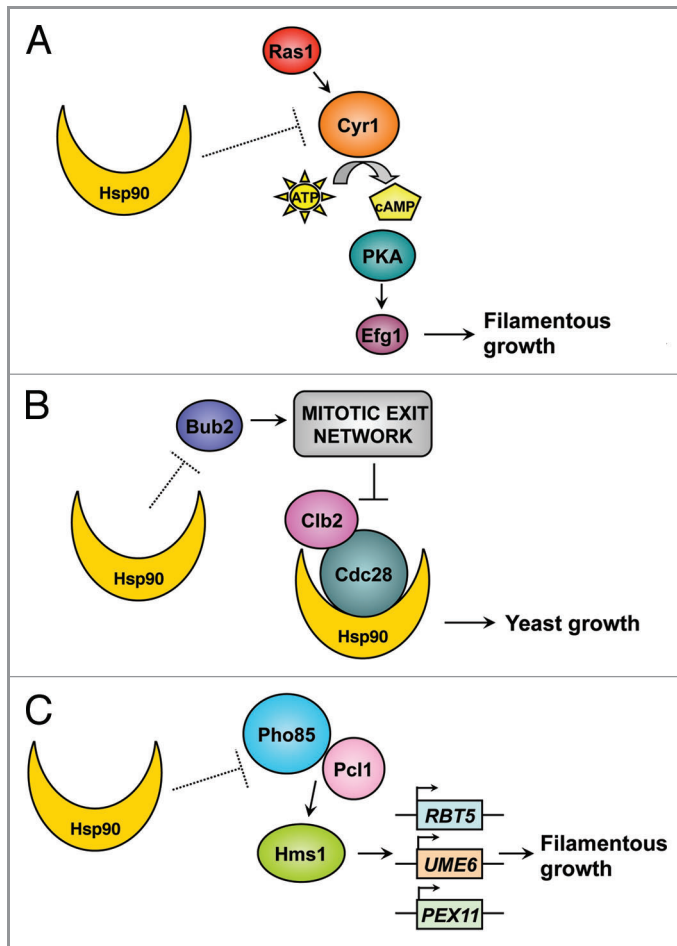 A
Ras1
Cyr1
Hsp90
ATP
cAMP
PKA
Efg1
Filamentous
growth
B
Bub2
MITOTIC EXIT
NETWORK
Clb2
Hsp90
Cdc28
Hsp90
Yeast growth
C
Pho85
Pcl1
Hsp90
Hms1
RBT5
UME6
PEX11
Filamentous
growth